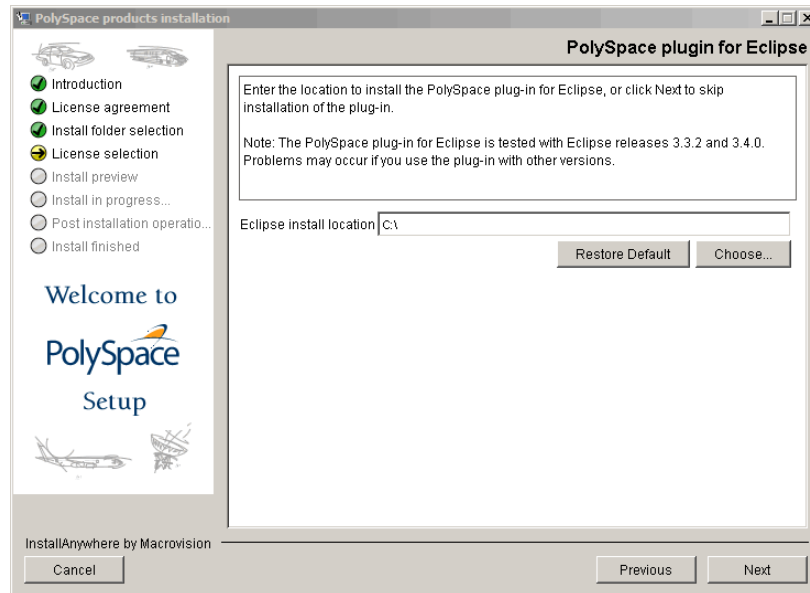 PolySpace products installation
PolySpace plugin for Eclipse
Introduction
License agreement
Install folder selection
License selection
Install preview
Install in progress...
Post installation operatio...
Install finished
Welcome to
PolySpace
Setup
Enter the location to install the PolySpace plug-in for Eclipse, or click Next to skip
installation of the plug-in.
Note: The PolySpace plug-in for Eclipse is tested with Eclipse releases 3.3.2 and 3.4.0.
Problems may occur if you use the plug-in with other versions.
Eclipse install location C:\
Restore Default Choose...
InstallAnywhere by Macrovision
Cancel Previous Next